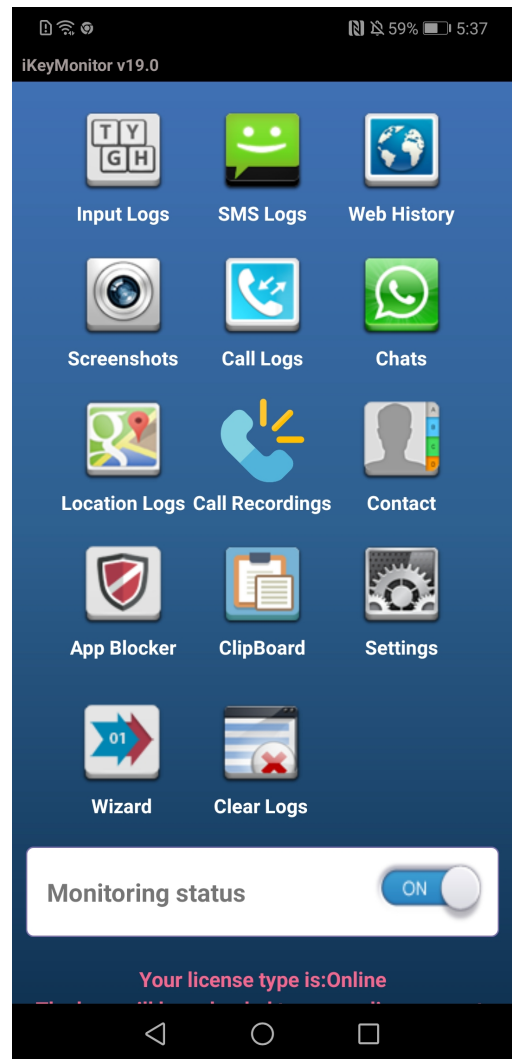 59% 5:37
iKeyMonitor v19.0
T Y
G H
Input Logs SMS Logs Web History
Screenshots Call Logs Chats
A
B
C
D
Location Logs Call Recordings Contact
App Blocker ClipBoard Settings
01
Wizard Clear Logs
Monitoring status ON
Your license type is:Online